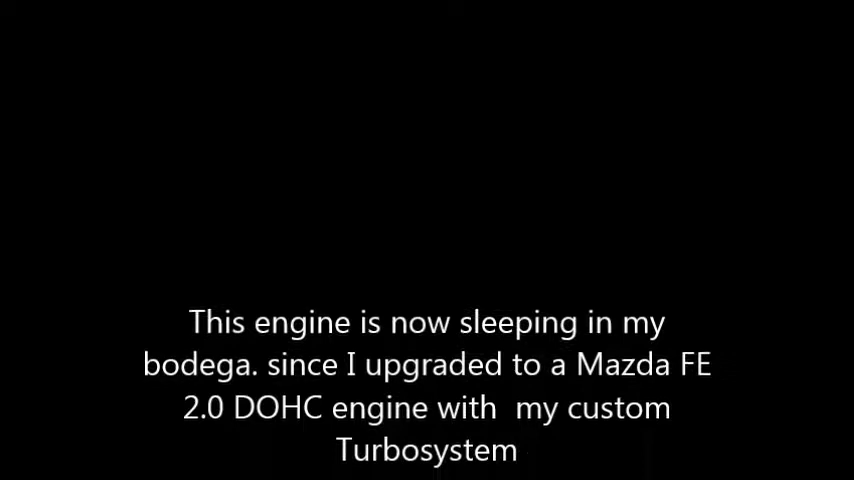 This engine is now sleeping in my
bodega. since I upgraded to a Mazda FE
2.0 DOHC engine with  my custom
Turbosystem